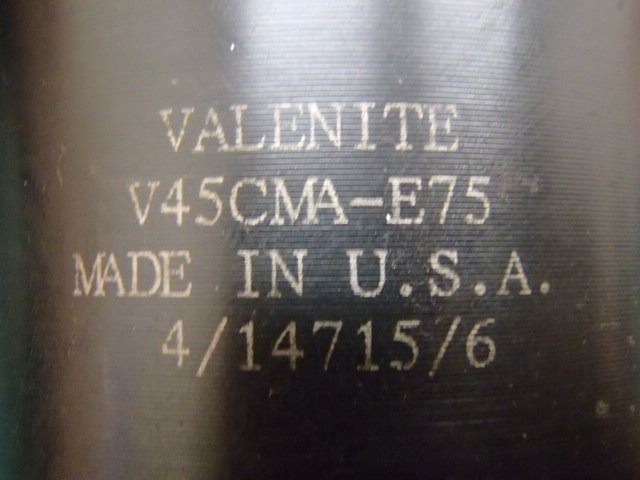 VALENITE
V45CMA-E75
MADE IN U.S.A.
4/14715/6